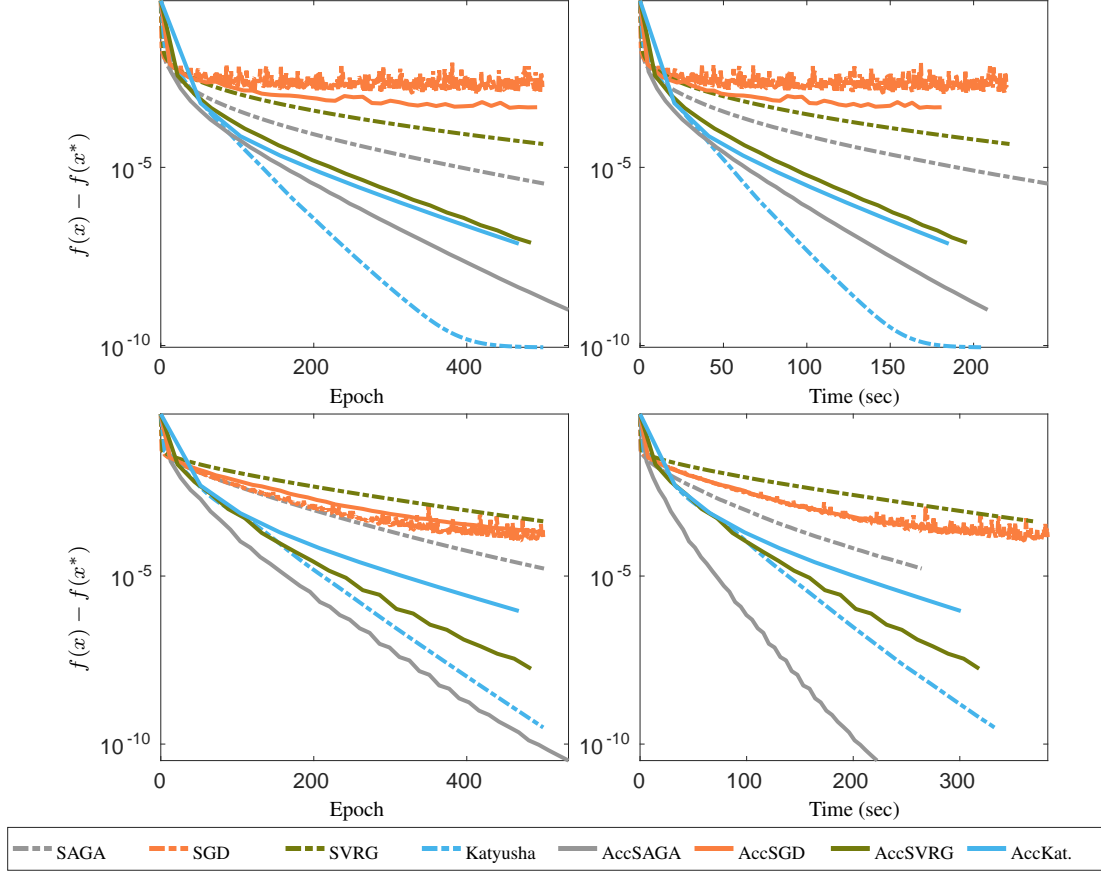 f(x) − f(x*)
10^-5
10^-10
0 200 400
Epoch
0 50 100 150 200
Time (sec)
f(x) − f(x*)
10^-5
10^-10
0 200 400
Epoch
0 100 200 300
Time (sec)
10^-5
10^-10
10^-5
10^-10
SAGA SGD SVRG Katyusha AccSAGA AccSGD AccSVRG AccKat.